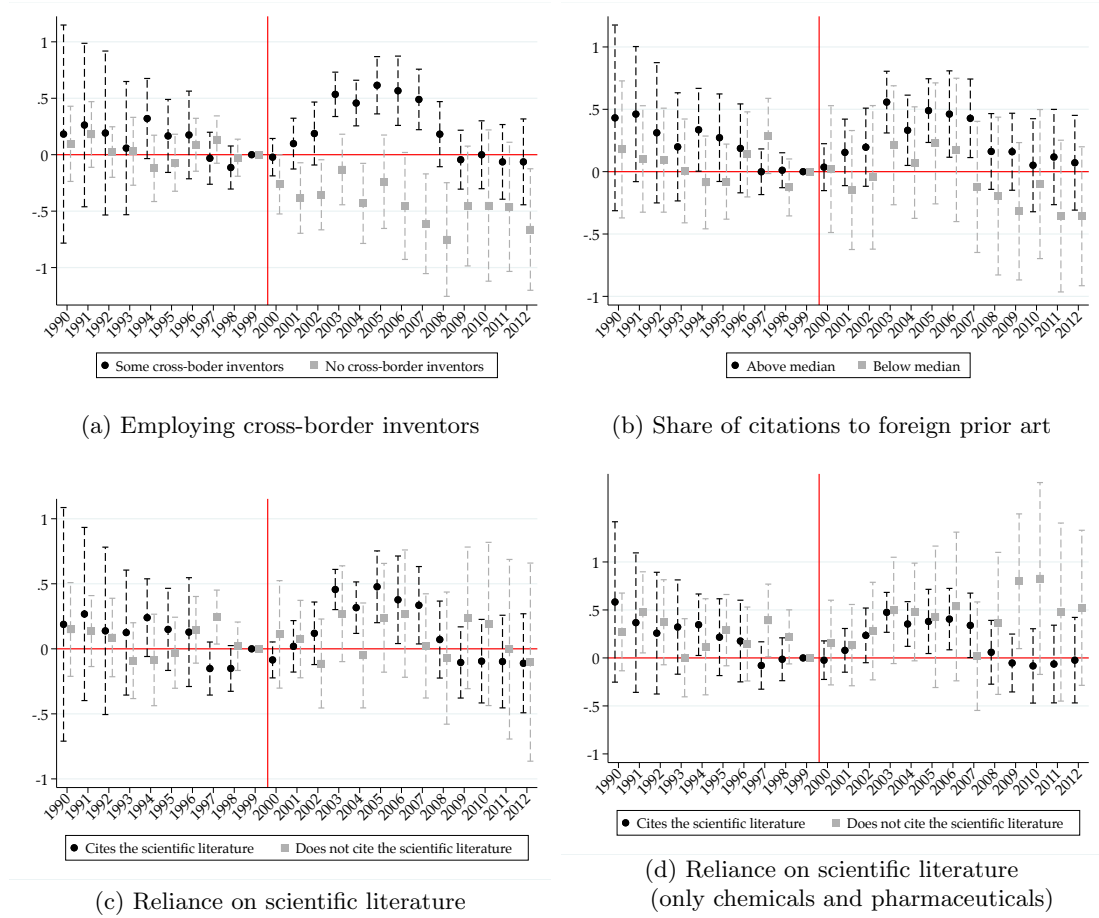 1
.5
0
-.5
-1
1990 1991 1992 1993 1994 1995 1996 1997 1998 1999 2000 2001 2002 2003 2004 2005 2006 2007 2008 2009 2010 2011 2012
Some cross-boder inventors No cross-border inventors
(a) Employing cross-border inventors
1
.5
0
-.5
-1
1990 1991 1992 1993 1994 1995 1996 1997 1998 1999 2000 2001 2002 2003 2004 2005 2006 2007 2008 2009 2010 2011 2012
Above median Below median
(b) Share of citations to foreign prior art
1
.5
0
-.5
-1
1990 1991 1992 1993 1994 1995 1996 1997 1998 1999 2000 2001 2002 2003 2004 2005 2006 2007 2008 2009 2010 2011 2012
Cites the scientific literature Does not cite the scientific literature
(c) Reliance on scientific literature
1
.5
0
-.5
-1
1990 1991 1992 1993 1994 1995 1996 1997 1998 1999 2000 2001 2002 2003 2004 2005 2006 2007 2008 2009 2010 2011 2012
Cites the scientific literature Does not cite the scientific literature
(d) Reliance on scientific literature
(only chemicals and pharmaceuticals)